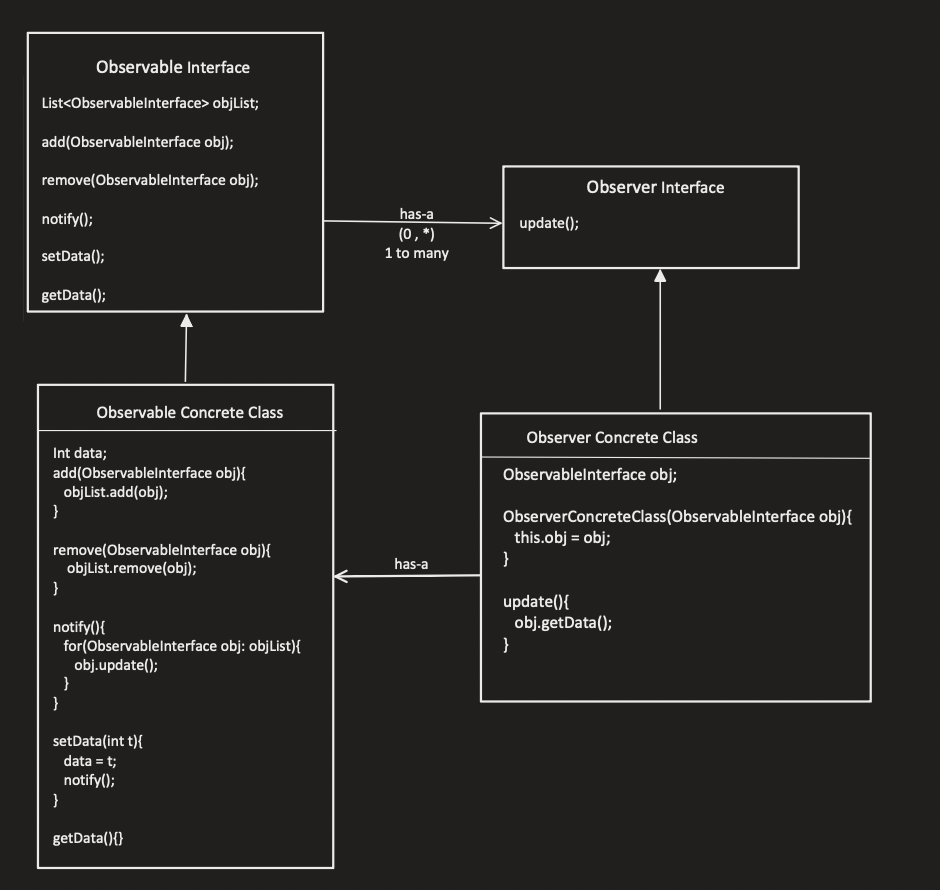 Observable Interface
List<ObservableInterface> objList;
add(ObservableInterface obj);
remove(ObservableInterface obj);
notify();
setData();
getData();
has-a
(0 , *)
1 to many
Observer Interface
update();
Observable Concrete Class
Int data;
add(ObservableInterface obj){
objList.add(obj);
}
remove(ObservableInterface obj){
objList.remove(obj);
}
notify(){
for(ObservableInterface obj: objList){
obj.update();
}
}
setData(int t){
data = t;
notify();
}
getData(){}
has-a
Observer Concrete Class
ObservableInterface obj;
ObserverConcreteClass(ObservableInterface obj){
this.obj = obj;
}
update(){
obj.getData();
}